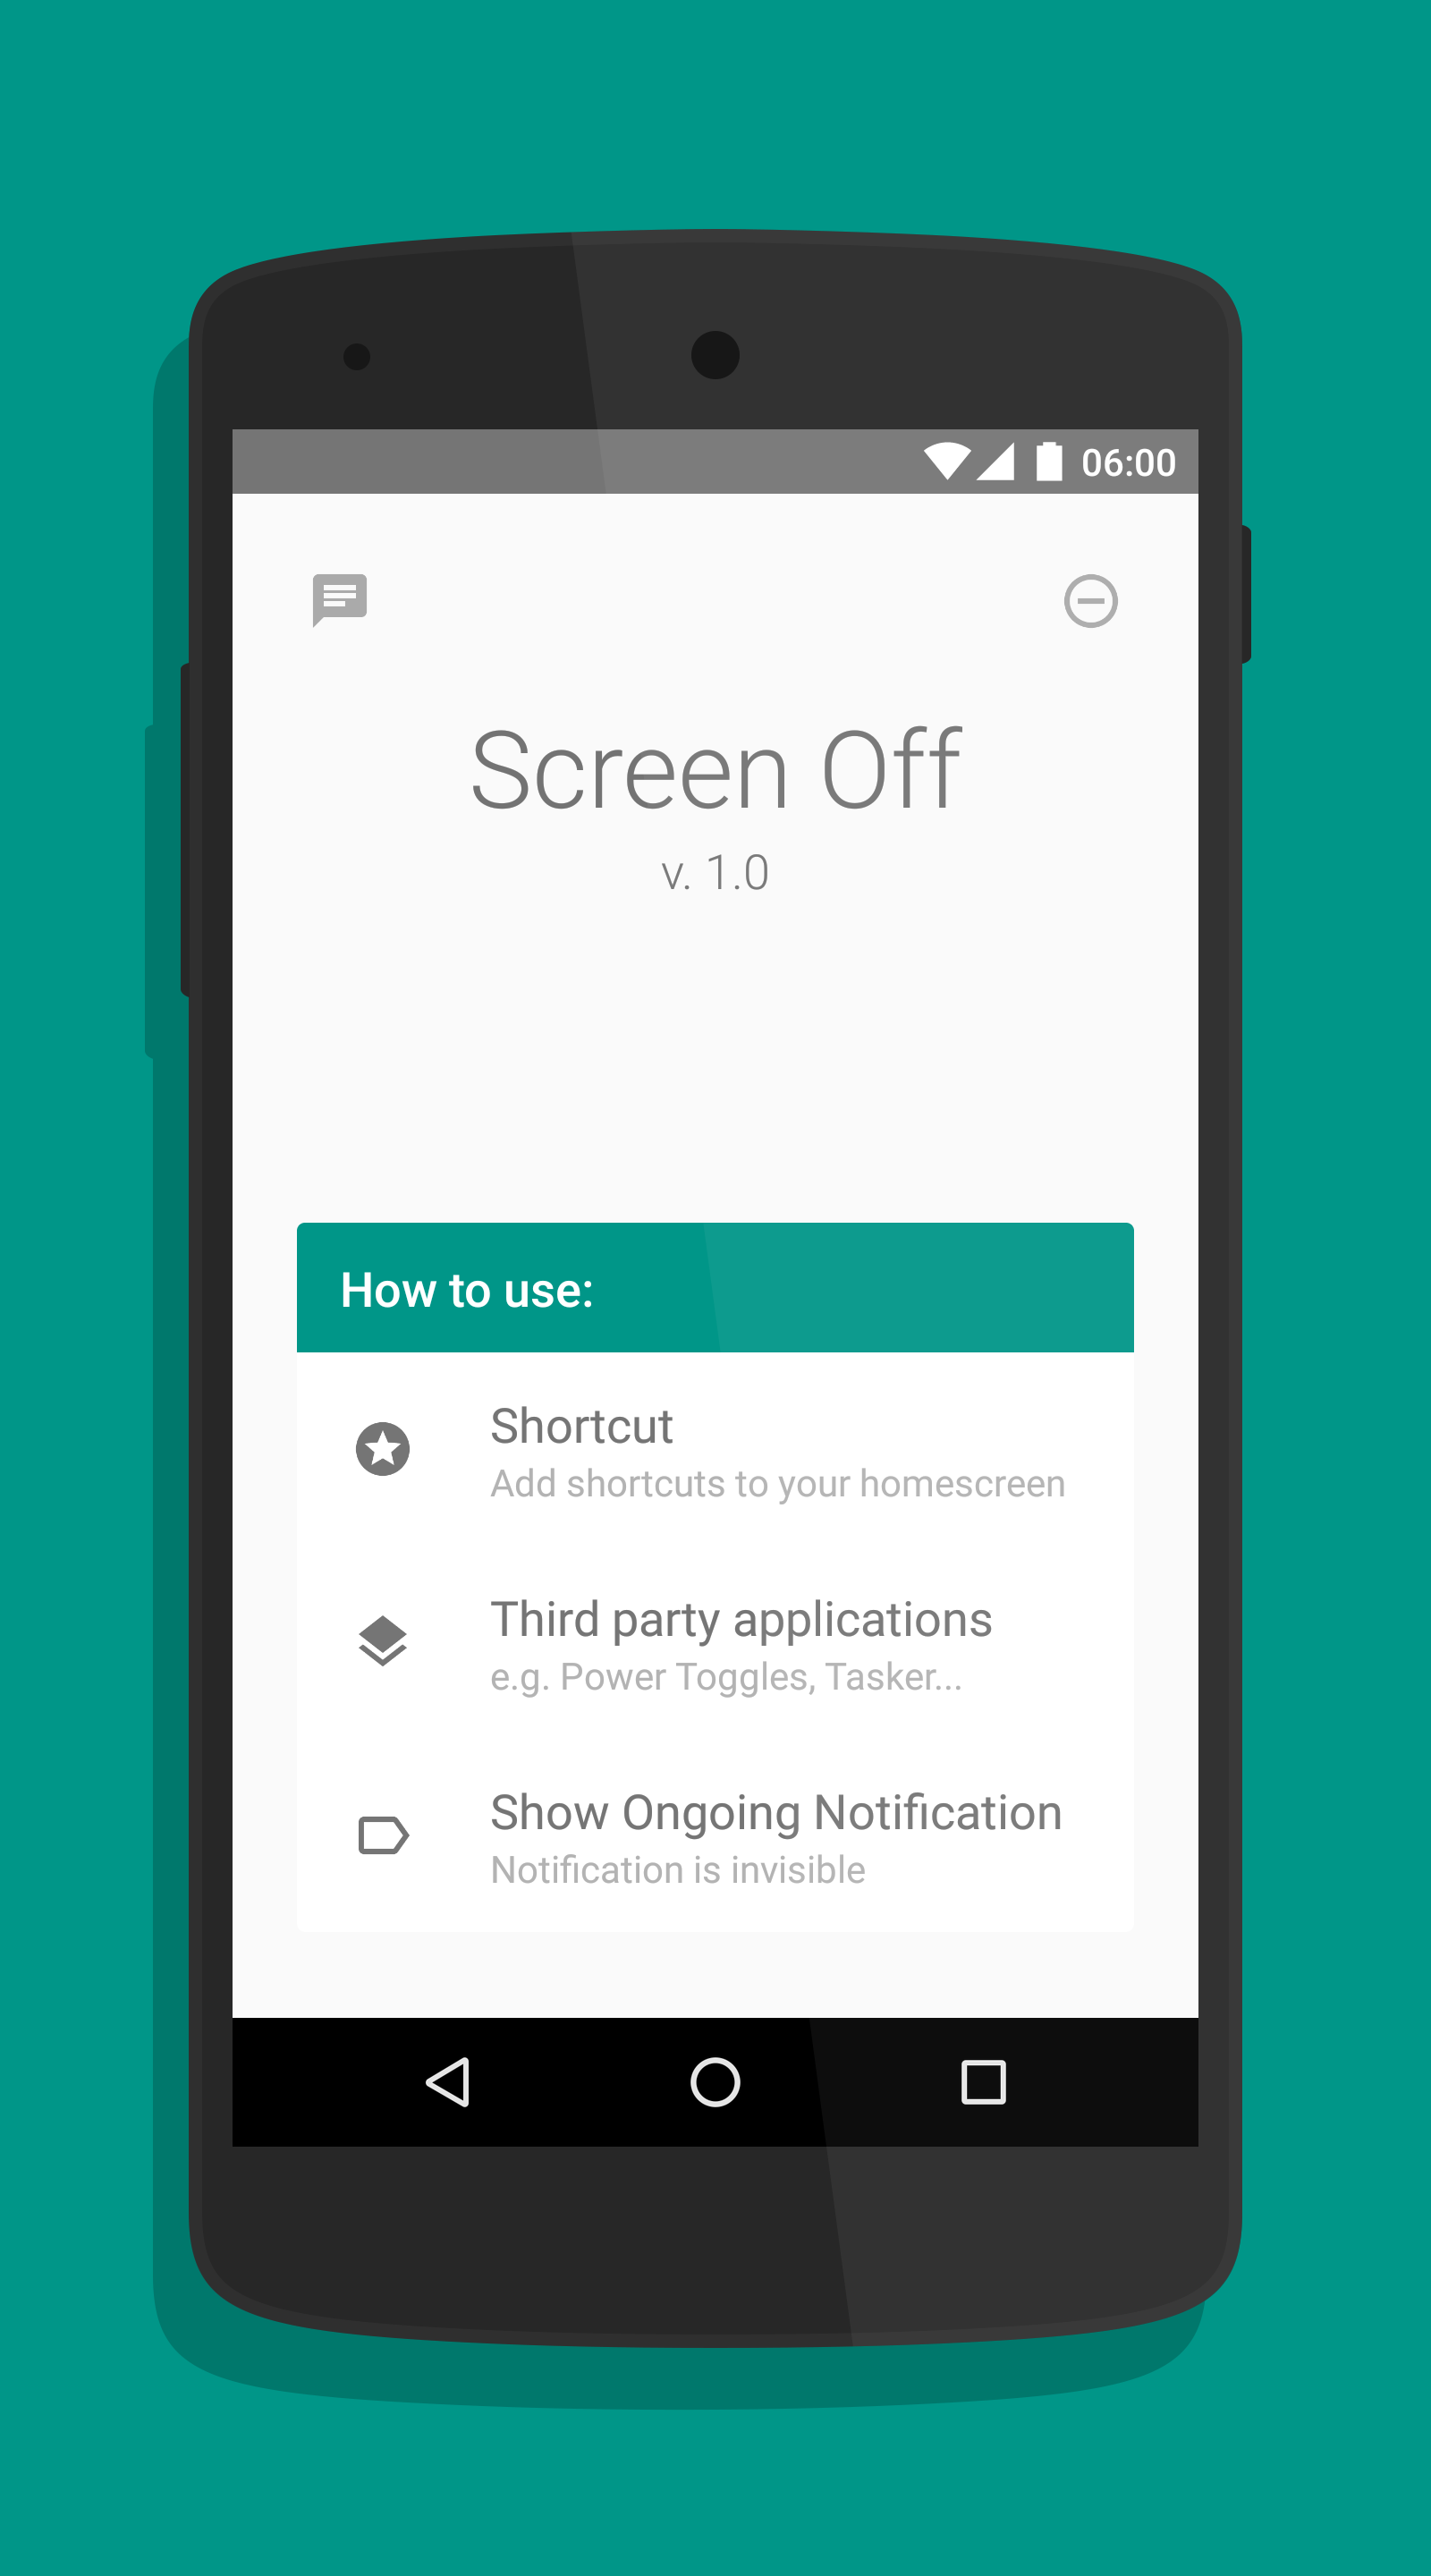 06:00
Screen Off
v. 1.0
How to use:
Shortcut
Add shortcuts to your homescreen
Third party applications
e.g. Power Toggles, Tasker...
Show Ongoing Notification
Notification is invisible